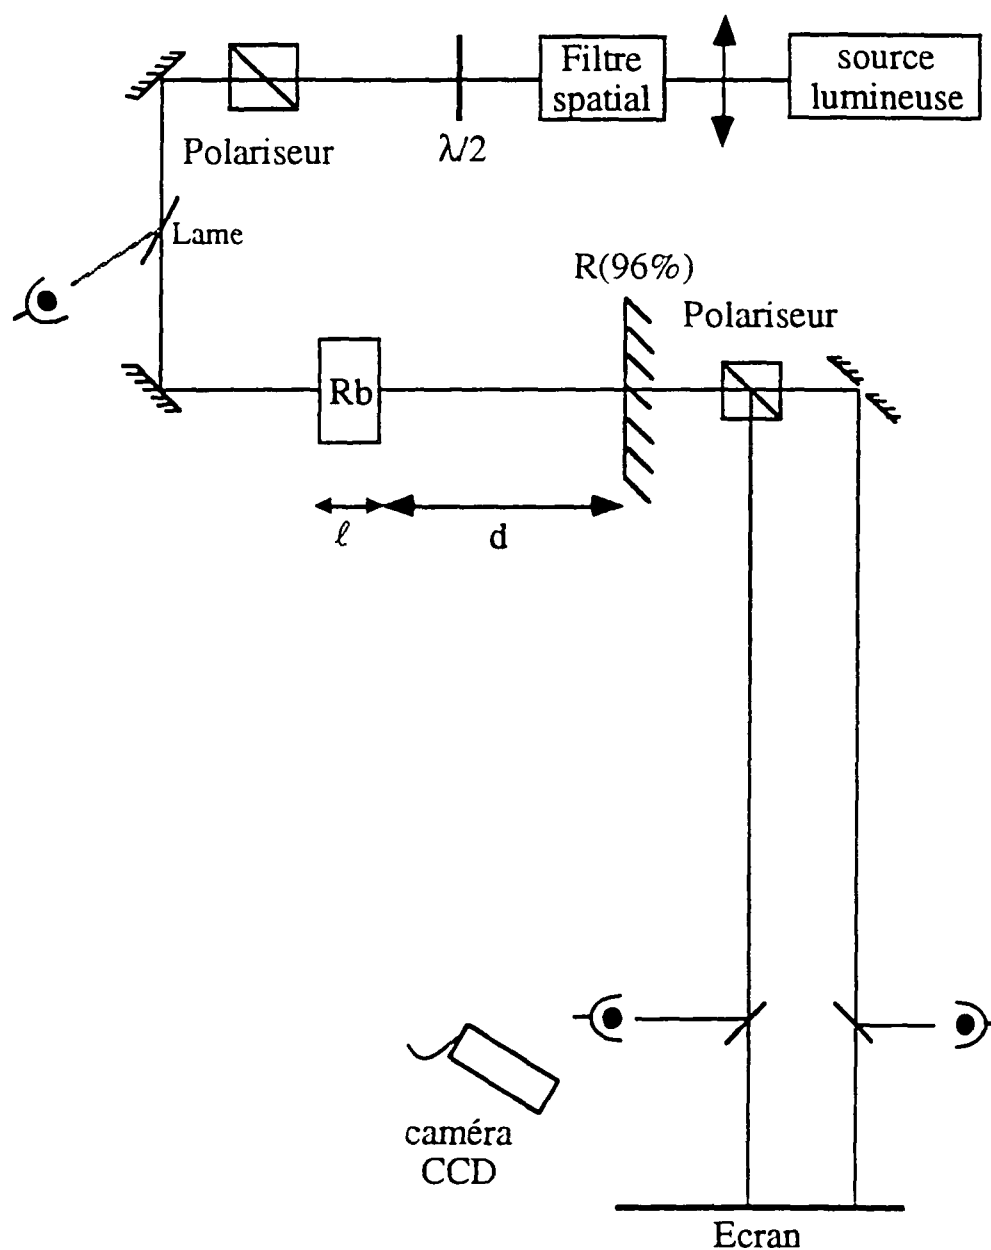 Filtre
spatial
source
lumineuse
Polariseur
λ/2
Lame
R(96%)
Polariseur
Rb
ℓ
d
caméra
CCD
Ecran